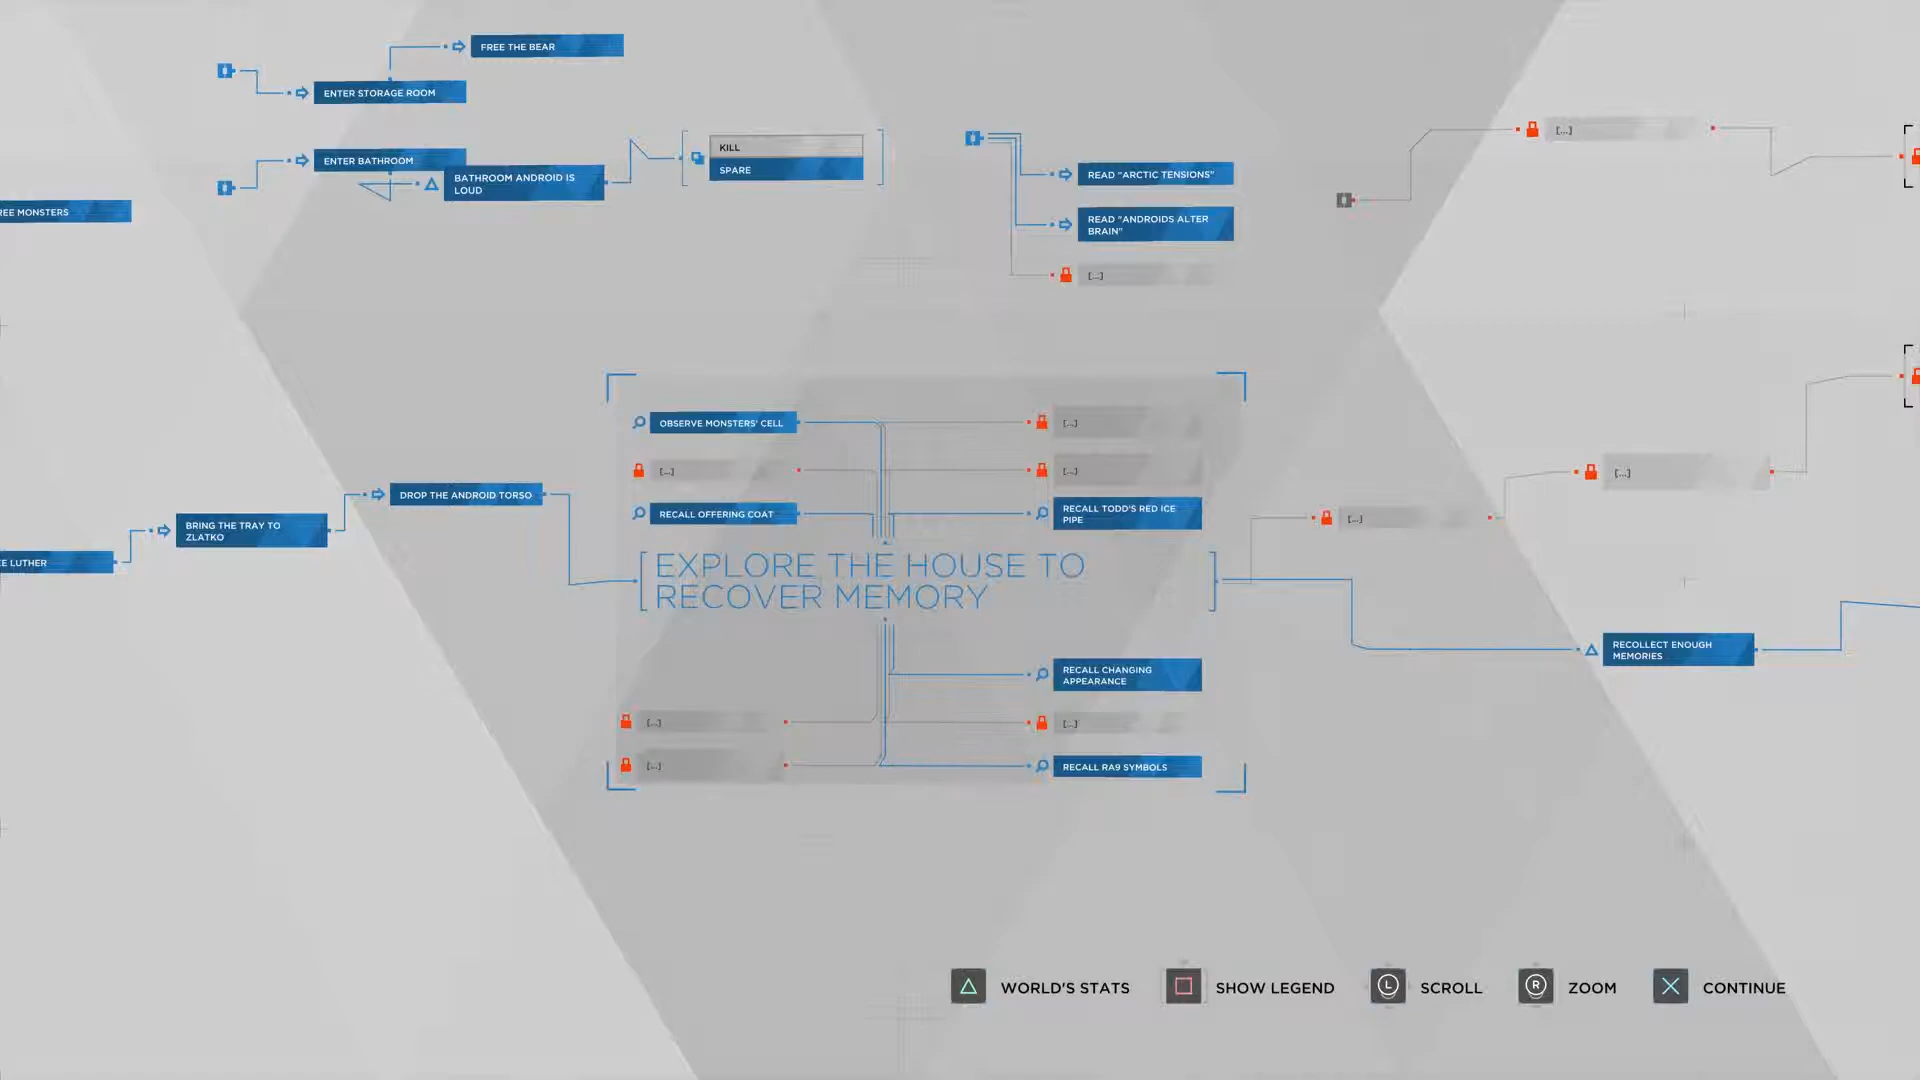 FREE THE BEAR
ENTER STORAGE ROOM
ENTER BATHROOM
BATHROOM ANDROID IS
LOUD
KILL
SPARE
READ "ARCTIC TENSIONS"
READ "ANDROIDS ALTER
BRAIN"
[...]
[...]
REE MONSTERS
OBSERVE MONSTERS' CELL
[...]
[...]
[...]
RECALL OFFERING COAT
RECALL TODD'S RED ICE
PIPE
DROP THE ANDROID TORSO
BRING THE TRAY TO
ZLATKO
E LUTHER
EXPLORE THE HOUSE TO
RECOVER MEMORY
[...]
[...]
RECOLLECT ENOUGH
MEMORIES
RECALL CHANGING
APPEARANCE
[...]
[...]
[...]
RECALL RA9 SYMBOLS
WORLD'S STATS
SHOW LEGEND
L
SCROLL
R
ZOOM
CONTINUE